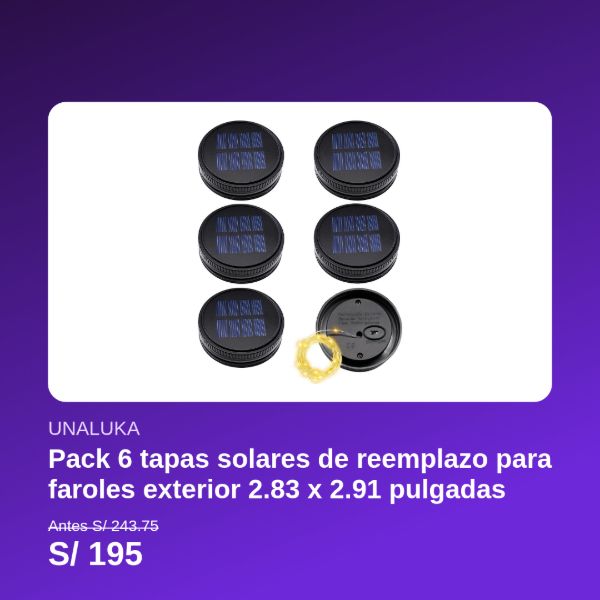 UNALUKA
Pack 6 tapas solares de reemplazo para
faroles exterior 2.83 x 2.91 pulgadas
Antes S/ 243.75
S/ 195